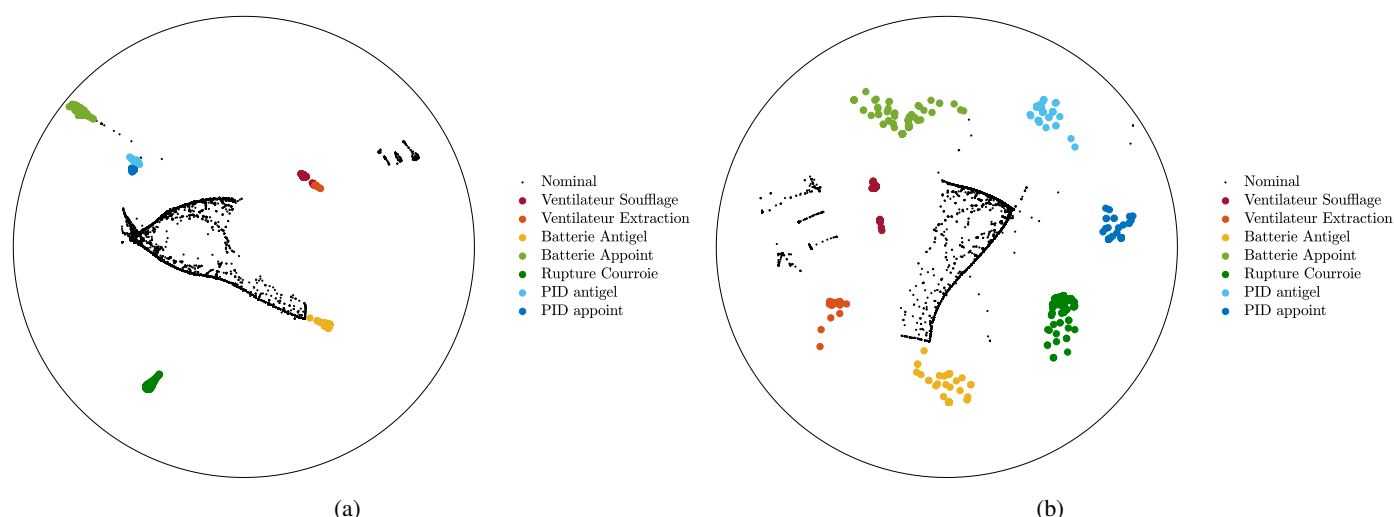 Nominal
Ventilateur Soufflage
Ventilateur Extraction
Batterie Antigel
Batterie Appoint
Rupture Courroie
PID antigel
PID appoint
(a)
Nominal
Ventilateur Soufflage
Ventilateur Extraction
Batterie Antigel
Batterie Appoint
Rupture Courroie
PID antigel
PID appoint
(b)